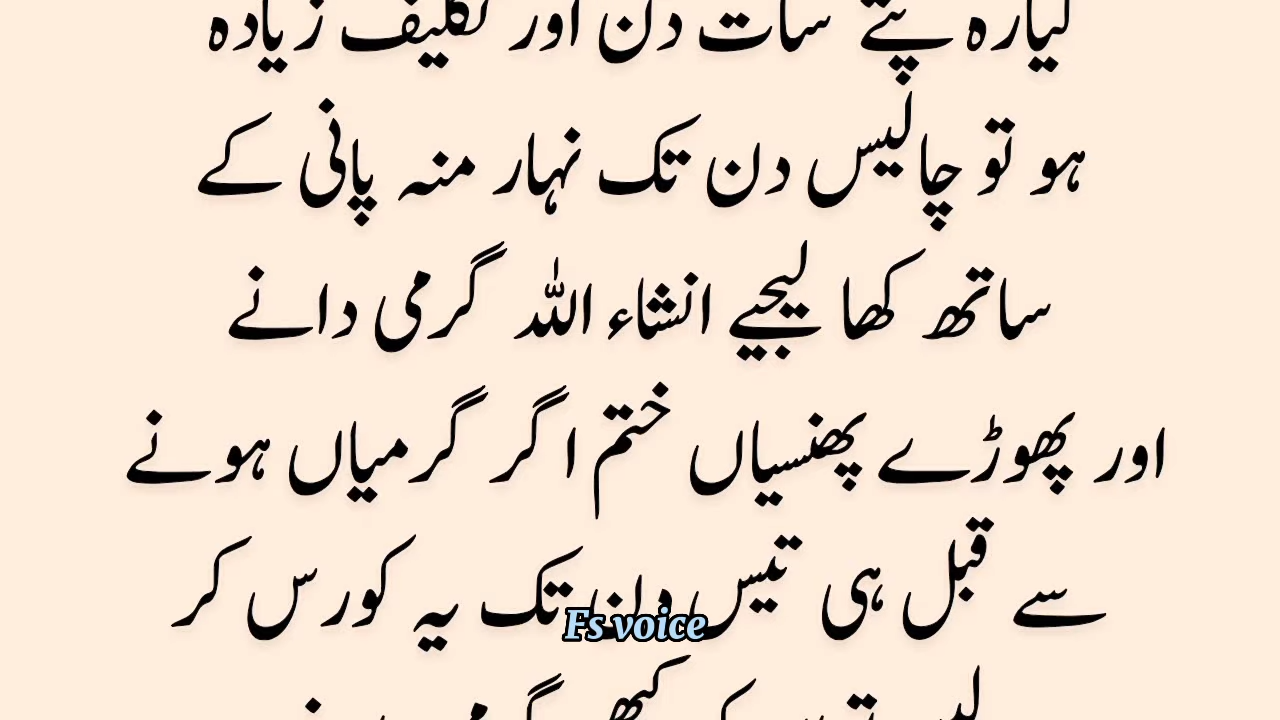 گیارہ پتے سات دن اور تکلیف زیادہ
ہو تو چالیس دن تک نہار منہ پانی کے
ساتھ کھا لیجیے انشاء اللہ گرمی دانے
اور پھوڑے پھنسیاں ختم اگر گرمیاں ہونے
سے قبل ہی تیس دن تک یہ کورس کر
Fs voice